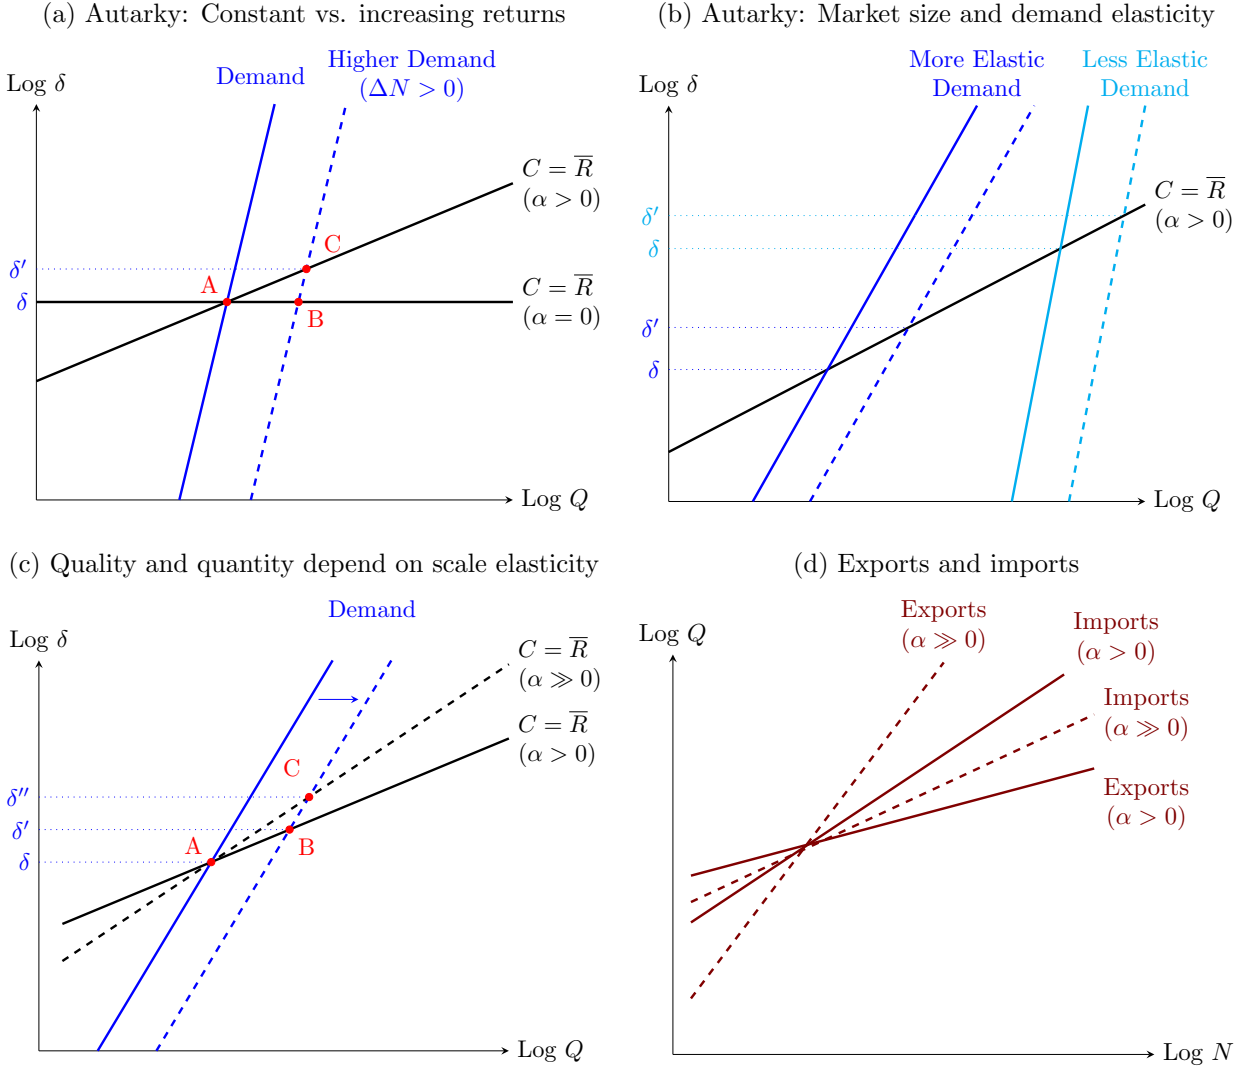 (a) Autarky: Constant vs. increasing returns
Log δ
Demand
Higher Demand
(ΔN > 0)
C = R̅
(α > 0)
C = R̅
(α = 0)
δ′
δ
A
B
C
Log Q
(b) Autarky: Market size and demand elasticity
Log δ
More Elastic
Demand
Less Elastic
Demand
C = R̅
(α > 0)
δ′
δ
δ′
δ
Log Q
(c) Quality and quantity depend on scale elasticity
Log δ
Demand
C = R̅
(α ≫ 0)
C = R̅
(α > 0)
δ″
δ′
δ
A
B
C
Log Q
(d) Exports and imports
Log Q
Exports
(α ≫ 0)
Imports
(α > 0)
Imports
(α ≫ 0)
Exports
(α > 0)
Log N